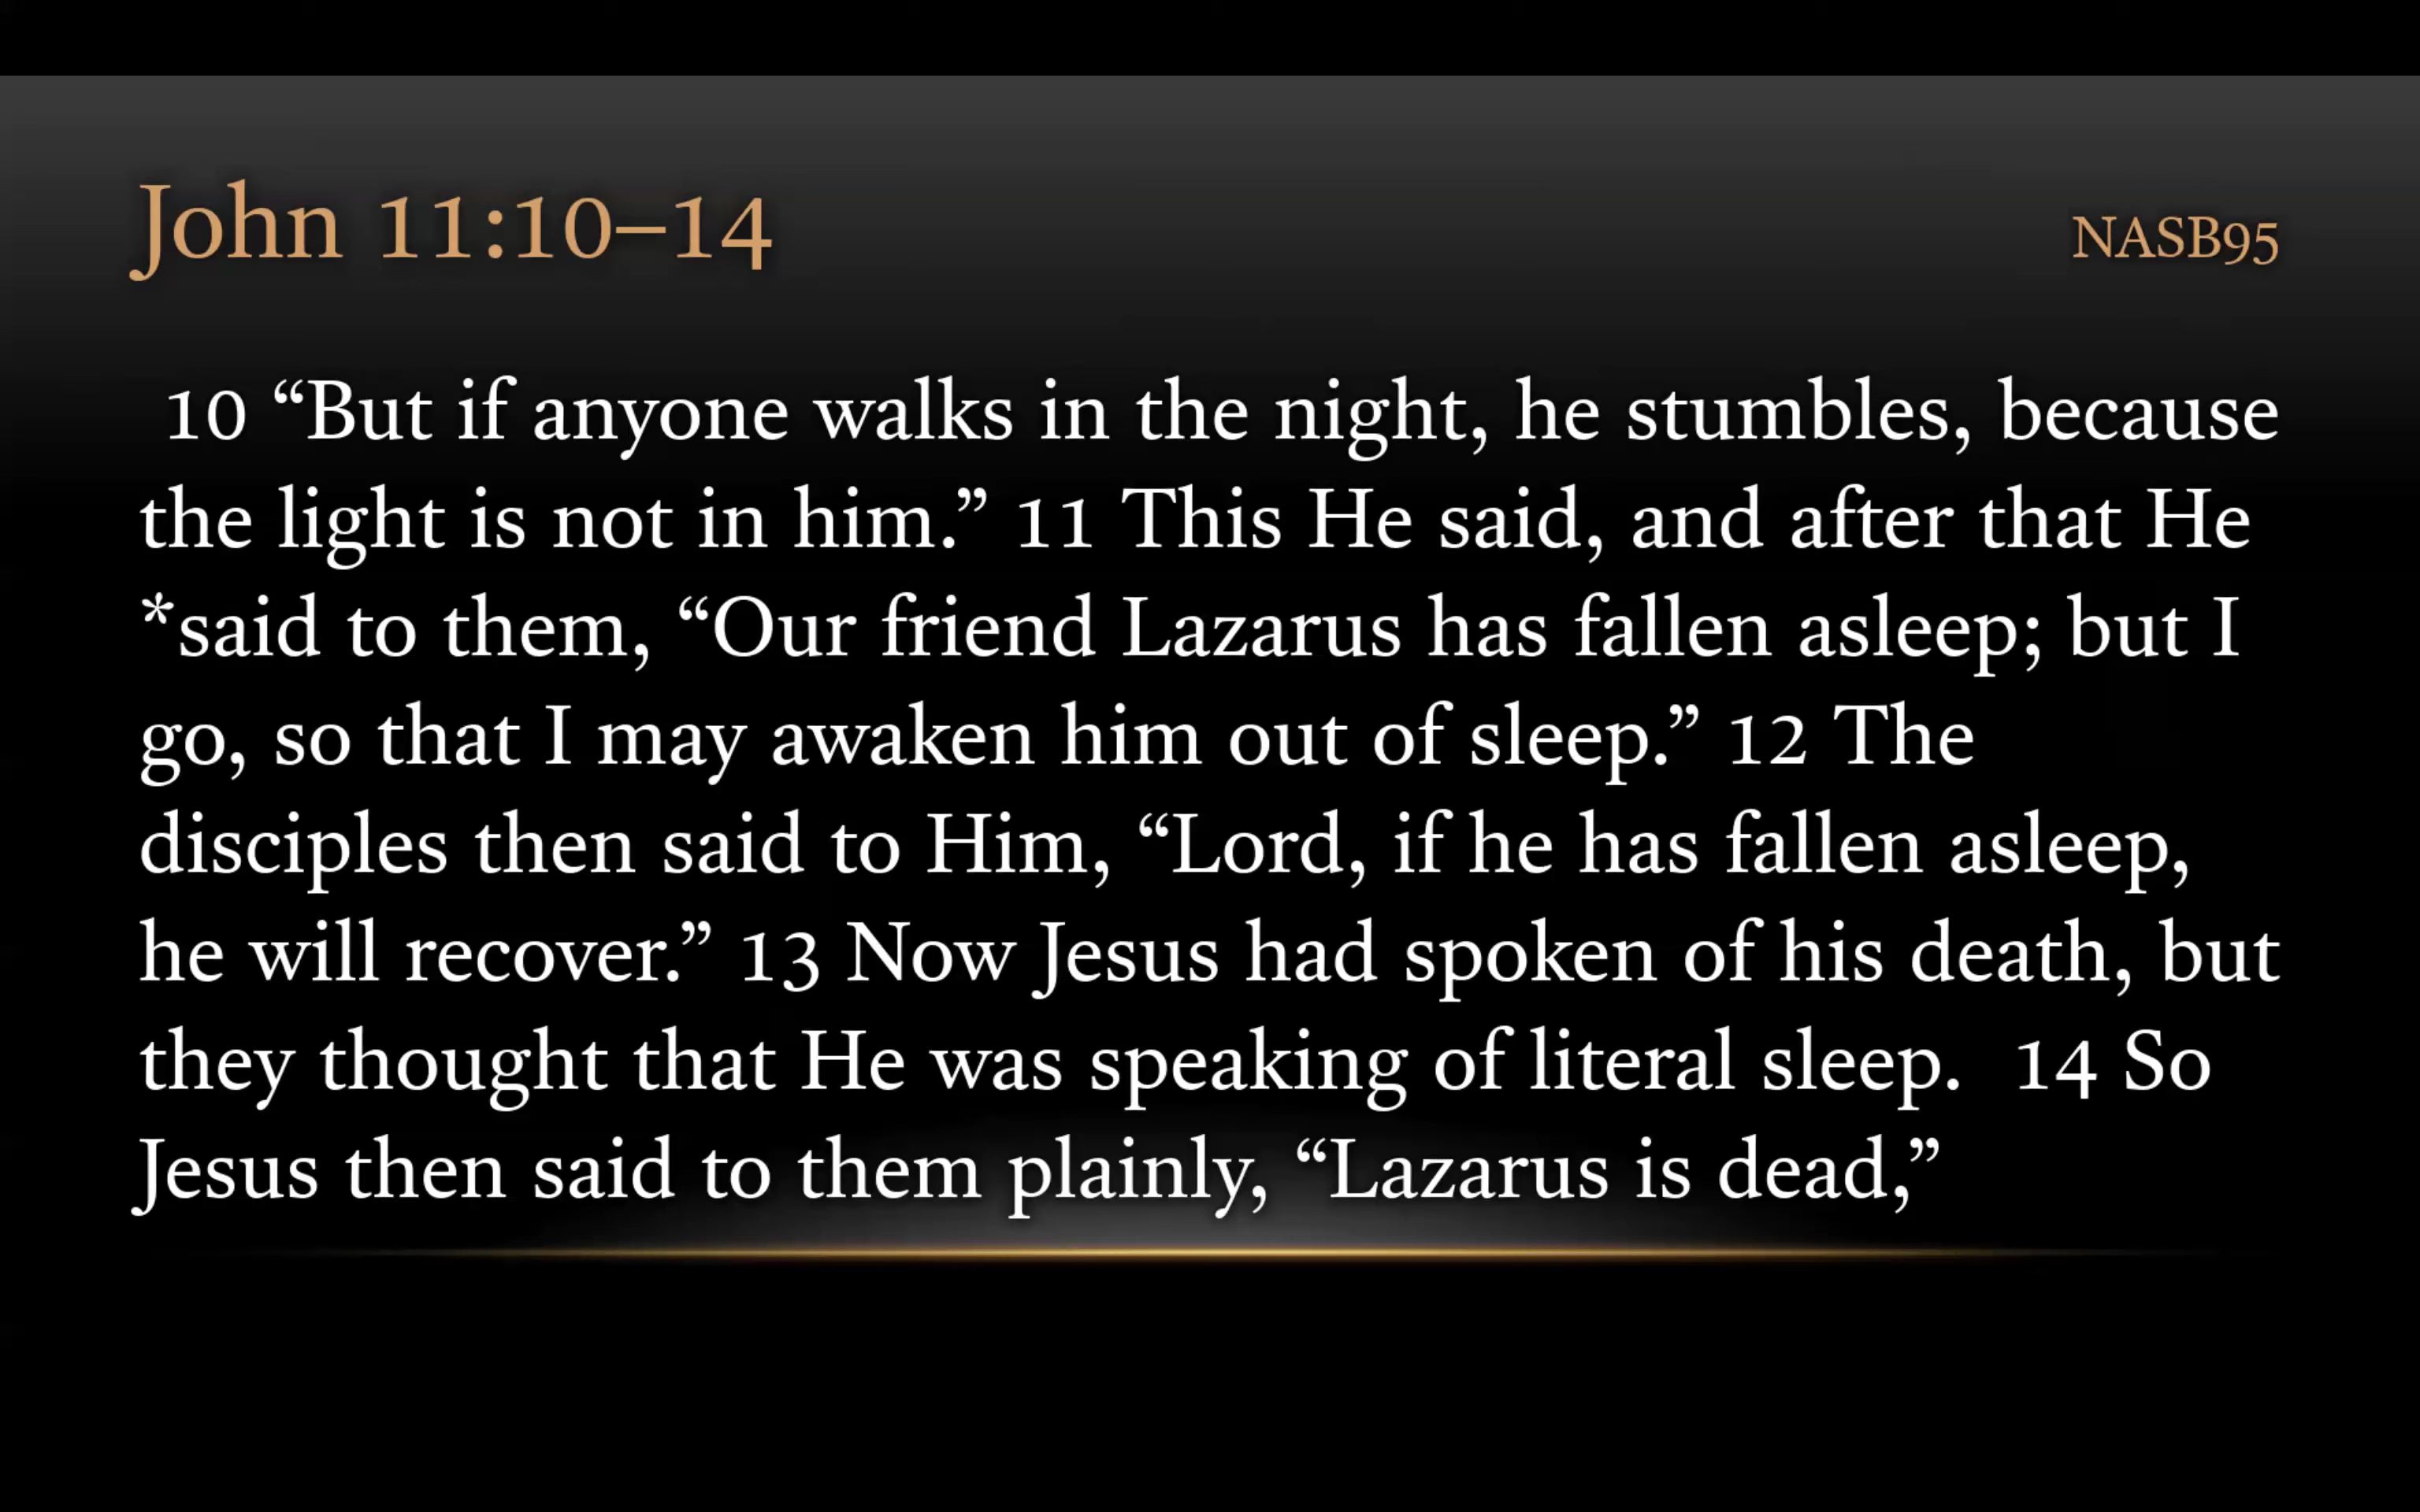 John 11:10–14
NASB95
10 “But if anyone walks in the night, he stumbles, because
the light is not in him.” 11 This He said, and after that He
*said to them, “Our friend Lazarus has fallen asleep; but I
go, so that I may awaken him out of sleep.” 12 The
disciples then said to Him, “Lord, if he has fallen asleep,
he will recover.” 13 Now Jesus had spoken of his death, but
they thought that He was speaking of literal sleep.  14 So
Jesus then said to them plainly, “Lazarus is dead,”